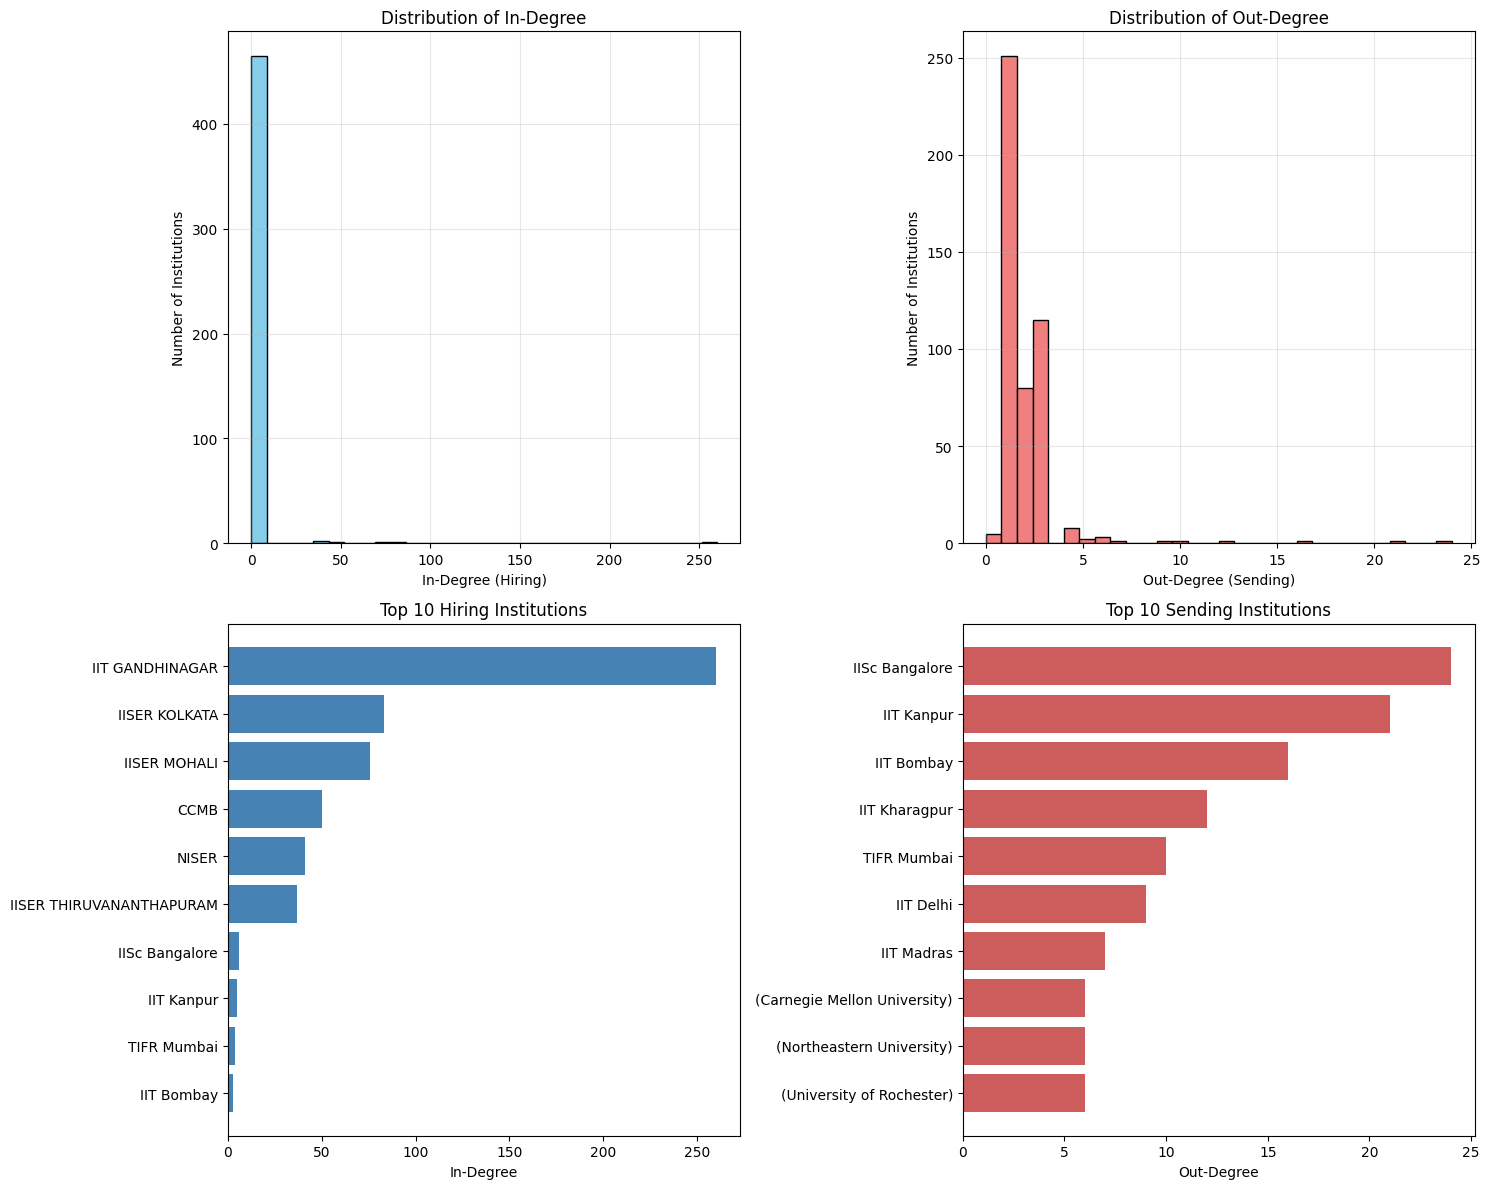 Distribution of In-Degree
Number of Institutions
400
300
200
100
0
0 50 100 150 200 250
In-Degree (Hiring)
Distribution of Out-Degree
Number of Institutions
250
200
150
100
50
0
0 5 10 15 20 25
Out-Degree (Sending)
Top 10 Hiring Institutions
IIT GANDHINAGAR
IISER KOLKATA
IISER MOHALI
CCMB
NISER
IISER THIRUVANANTHAPURAM
IISc Bangalore
IIT Kanpur
TIFR Mumbai
IIT Bombay
0 50 100 150 200 250
In-Degree
Top 10 Sending Institutions
IISc Bangalore
IIT Kanpur
IIT Bombay
IIT Kharagpur
TIFR Mumbai
IIT Delhi
IIT Madras
(Carnegie Mellon University)
(Northeastern University)
(University of Rochester)
0 5 10 15 20 25
Out-Degree